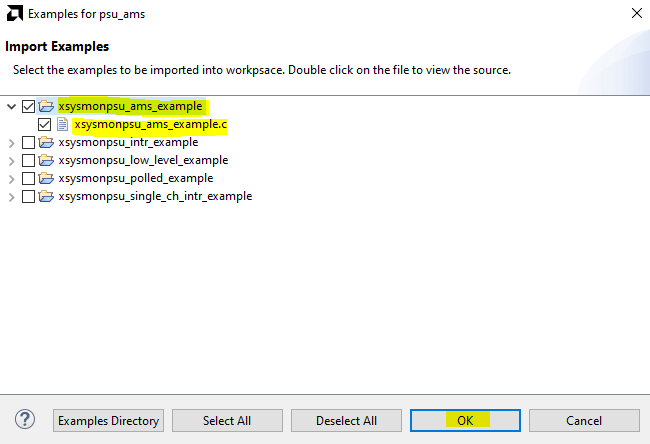 Examples for psu_ams
Import Examples
Select the examples to be imported into workpsace. Double click on the file to view the source.
xsysmonpsu_ams_example
xsysmonpsu_ams_example.c
xsysmonpsu_intr_example
xsysmonpsu_low_level_example
xsysmonpsu_polled_example
xsysmonpsu_single_ch_intr_example
? Examples Directory Select All Deselect All OK Cancel